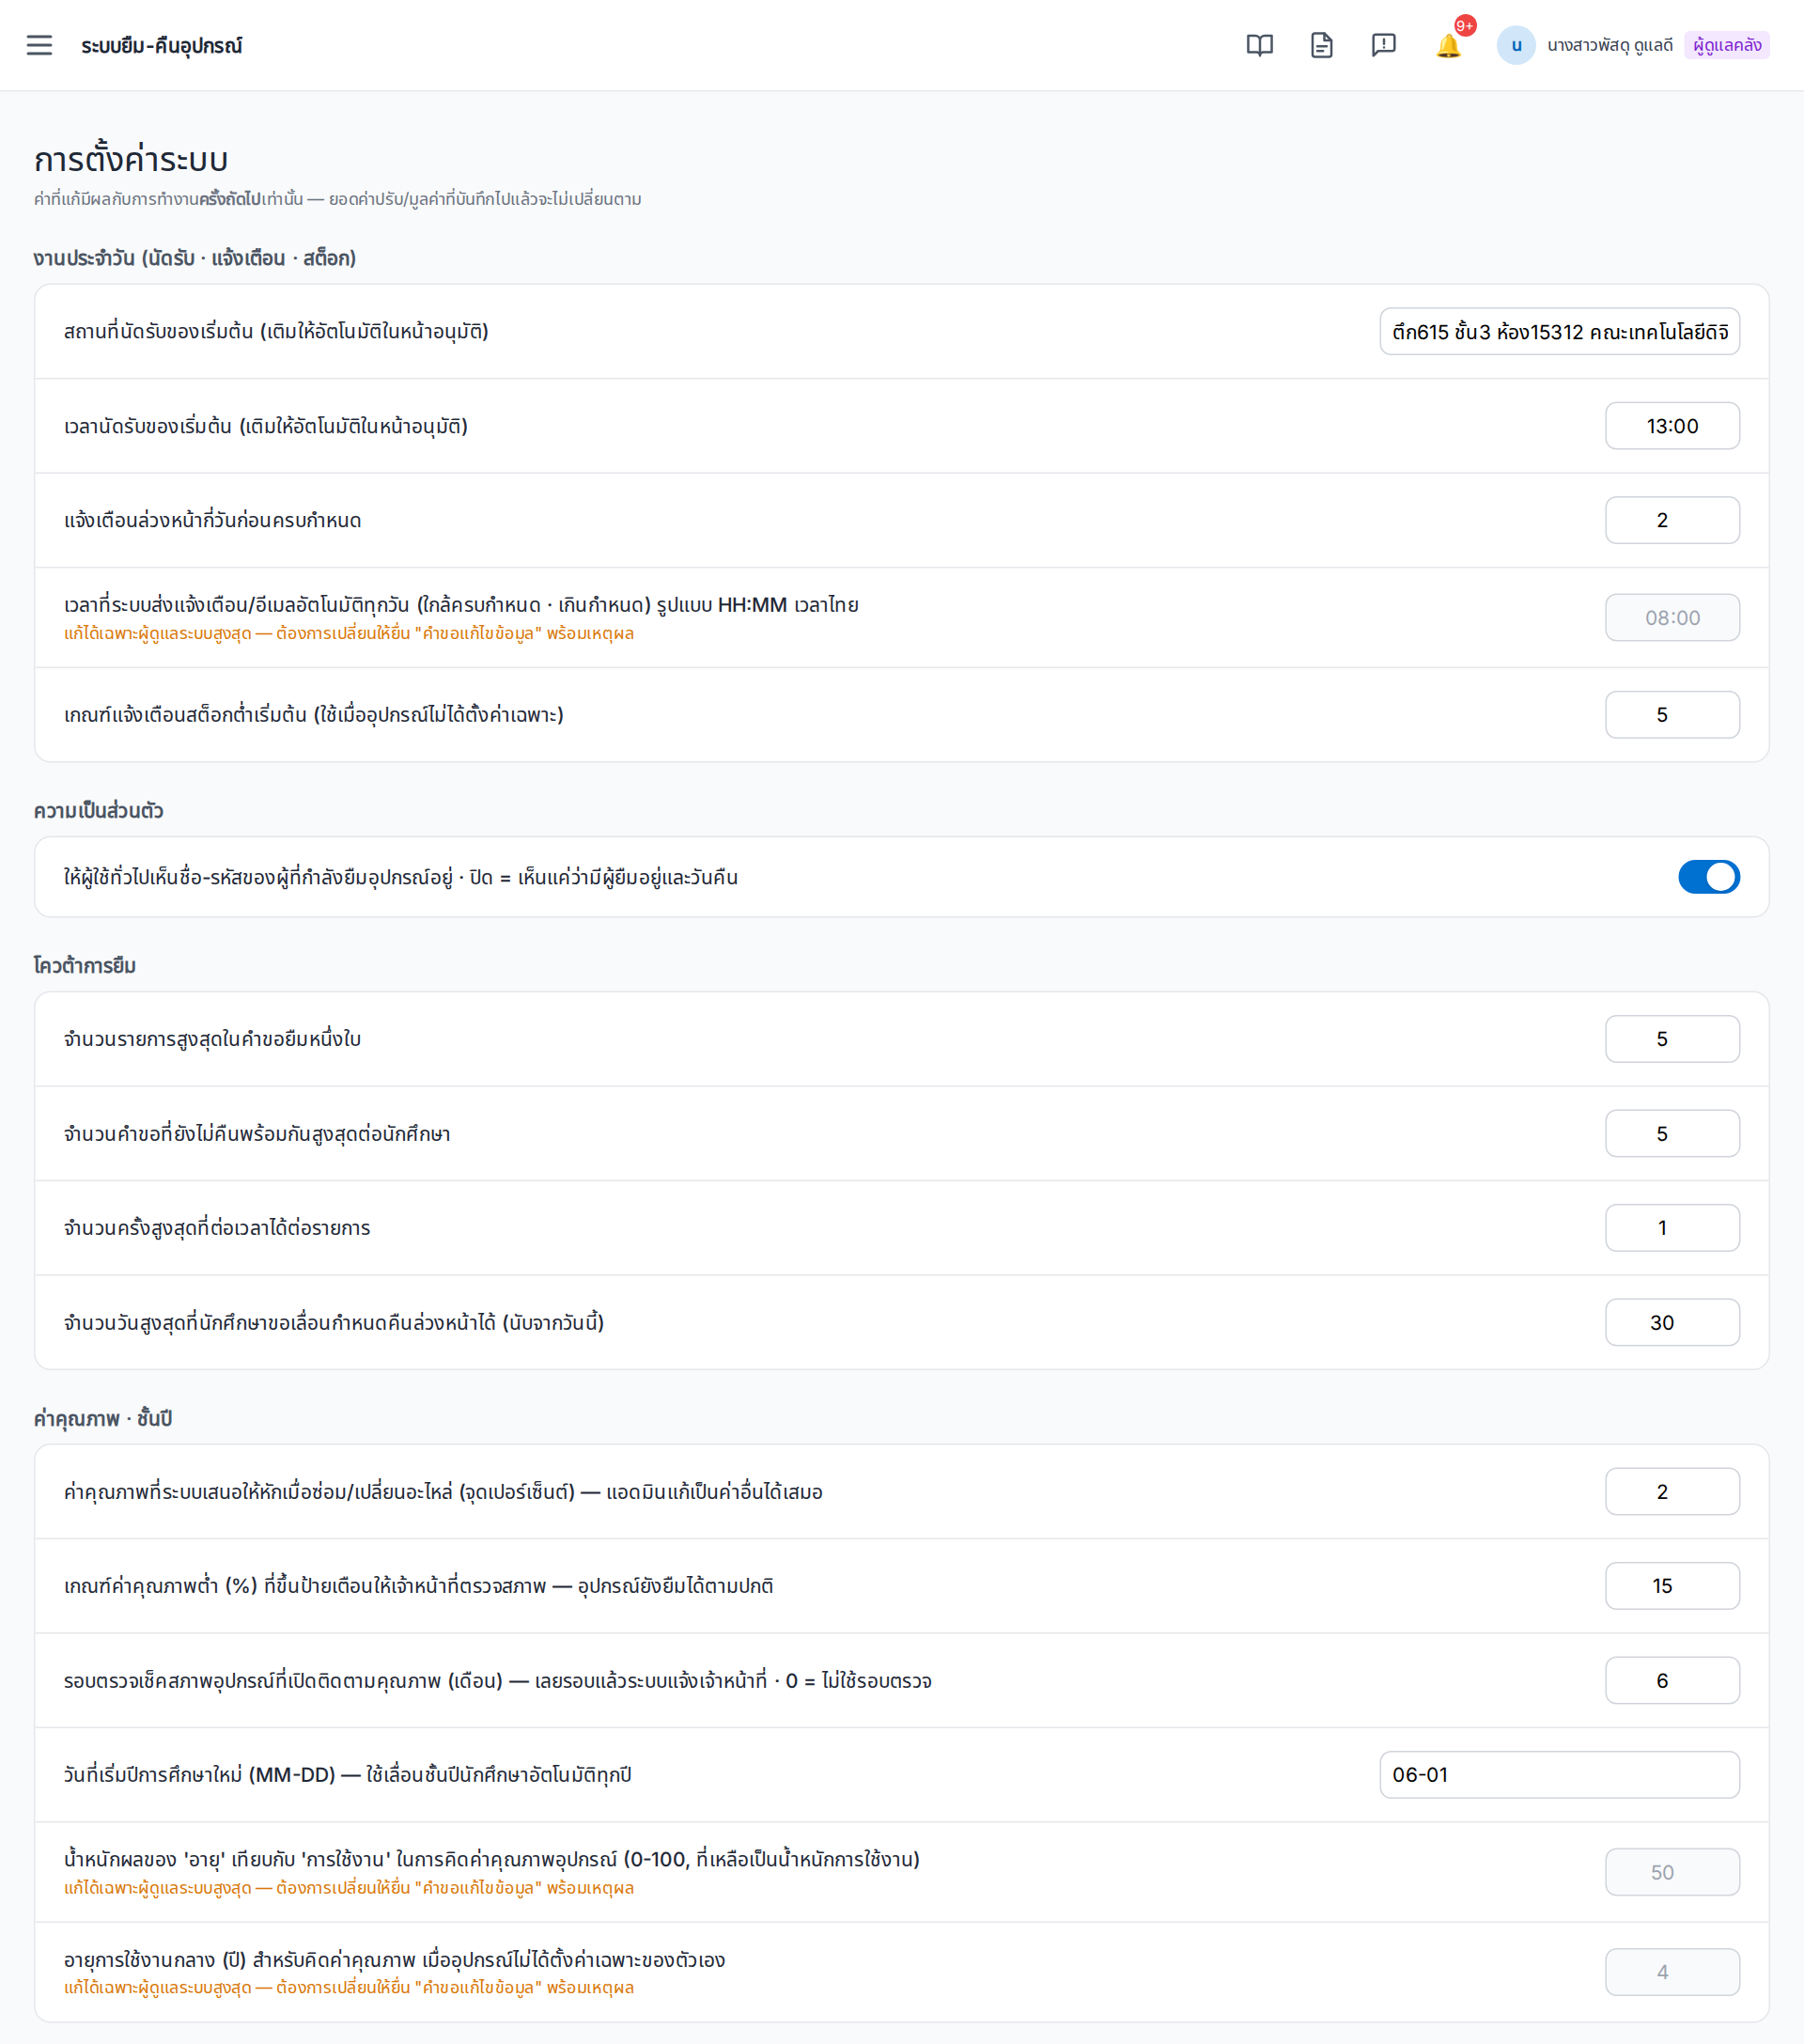 ระบบยืม-คืนอุปกรณ์
9+
น
นางสาวพัสดุ ดูแลดี
ผู้ดูแลคลัง
การตั้งค่าระบบ
ค่าที่แก้มีผลกับการทำงานครั้งถัดไปเท่านั้น — ยอดค่าปรับ/มูลค่าที่บันทึกไปแล้วจะไม่เปลี่ยนตาม
งานประจำวัน (นัดรับ · แจ้งเตือน · สต็อก)
สถานที่นัดรับของเริ่มต้น (เติมให้อัตโนมัติในหน้าอนุมัติ)
ตึก615 ชั้น3 ห้อง15312 คณะเทคโนโลยีดิจิ
เวลานัดรับของเริ่มต้น (เติมให้อัตโนมัติในหน้าอนุมัติ)
13:00
แจ้งเตือนล่วงหน้ากี่วันก่อนครบกำหนด
2
เวลาที่ระบบส่งแจ้งเตือน/อีเมลอัตโนมัติทุกวัน (ใกล้ครบกำหนด · เกินกำหนด) รูปแบบ HH:MM เวลาไทย
แก้ได้เฉพาะผู้ดูแลระบบสูงสุด — ต้องการเปลี่ยนให้ยื่น "คำขอแก้ไขข้อมูล" พร้อมเหตุผล
08:00
เกณฑ์แจ้งเตือนสต็อกต่ำเริ่มต้น (ใช้เมื่ออุปกรณ์ไม่ได้ตั้งค่าเฉพาะ)
5
ความเป็นส่วนตัว
ให้ผู้ใช้ทั่วไปเห็นชื่อ-รหัสของผู้ที่กำลังยืมอุปกรณ์อยู่ · ปิด = เห็นแค่ว่ามีผู้ยืมอยู่และวันคืน
โควต้าการยืม
จำนวนรายการสูงสุดในคำขอยืมหนึ่งใบ
5
จำนวนคำขอที่ยังไม่คืนพร้อมกันสูงสุดต่อนักศึกษา
5
จำนวนครั้งสูงสุดที่ต่อเวลาได้ต่อรายการ
1
จำนวนวันสูงสุดที่นักศึกษาขอเลื่อนกำหนดคืนล่วงหน้าได้ (นับจากวันนี้)
30
ค่าคุณภาพ · ชั้นปี
ค่าคุณภาพที่ระบบเสนอให้หักเมื่อซ่อม/เปลี่ยนอะไหล่ (จุดเปอร์เซ็นต์) — แอดมินแก้เป็นค่าอื่นได้เสมอ
2
เกณฑ์ค่าคุณภาพต่ำ (%) ที่ขึ้นป้ายเตือนให้เจ้าหน้าที่ตรวจสภาพ — อุปกรณ์ยังยืมได้ตามปกติ
15
รอบตรวจเช็คสภาพอุปกรณ์ที่เปิดติดตามคุณภาพ (เดือน) — เลยรอบแล้วระบบแจ้งเจ้าหน้าที่ · 0 = ไม่ใช้รอบตรวจ
6
วันที่เริ่มปีการศึกษาใหม่ (MM-DD) — ใช้เลื่อนชั้นปีนักศึกษาอัตโนมัติทุกปี
06-01
น้ำหนักผลของ 'อายุ' เทียบกับ 'การใช้งาน' ในการคิดค่าคุณภาพอุปกรณ์ (0-100, ที่เหลือเป็นน้ำหนักการใช้งาน)
แก้ได้เฉพาะผู้ดูแลระบบสูงสุด — ต้องการเปลี่ยนให้ยื่น "คำขอแก้ไขข้อมูล" พร้อมเหตุผล
50
อายุการใช้งานกลาง (ปี) สำหรับคิดค่าคุณภาพ เมื่ออุปกรณ์ไม่ได้ตั้งค่าเฉพาะของตัวเอง
แก้ได้เฉพาะผู้ดูแลระบบสูงสุด — ต้องการเปลี่ยนให้ยื่น "คำขอแก้ไขข้อมูล" พร้อมเหตุผล
4